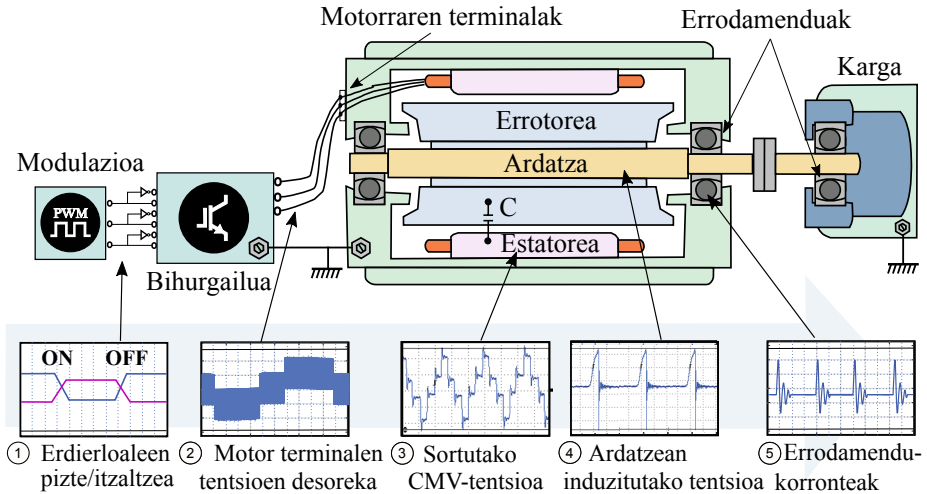 Motorraren terminalak
Errodamenduak
Karga
Errotorea
Ardatza
Modulazioa
PWM
C
Estatorea
Bihurgailua
ON OFF
1 Erdierloaleen
pizte/itzaltzea
2 Motor terminalen
tentsioen desoreka
3 Sortutako
CMV-tentsioa
4 Ardatzean
induzitutako tentsioa
5 Errodamendu-
korronteak